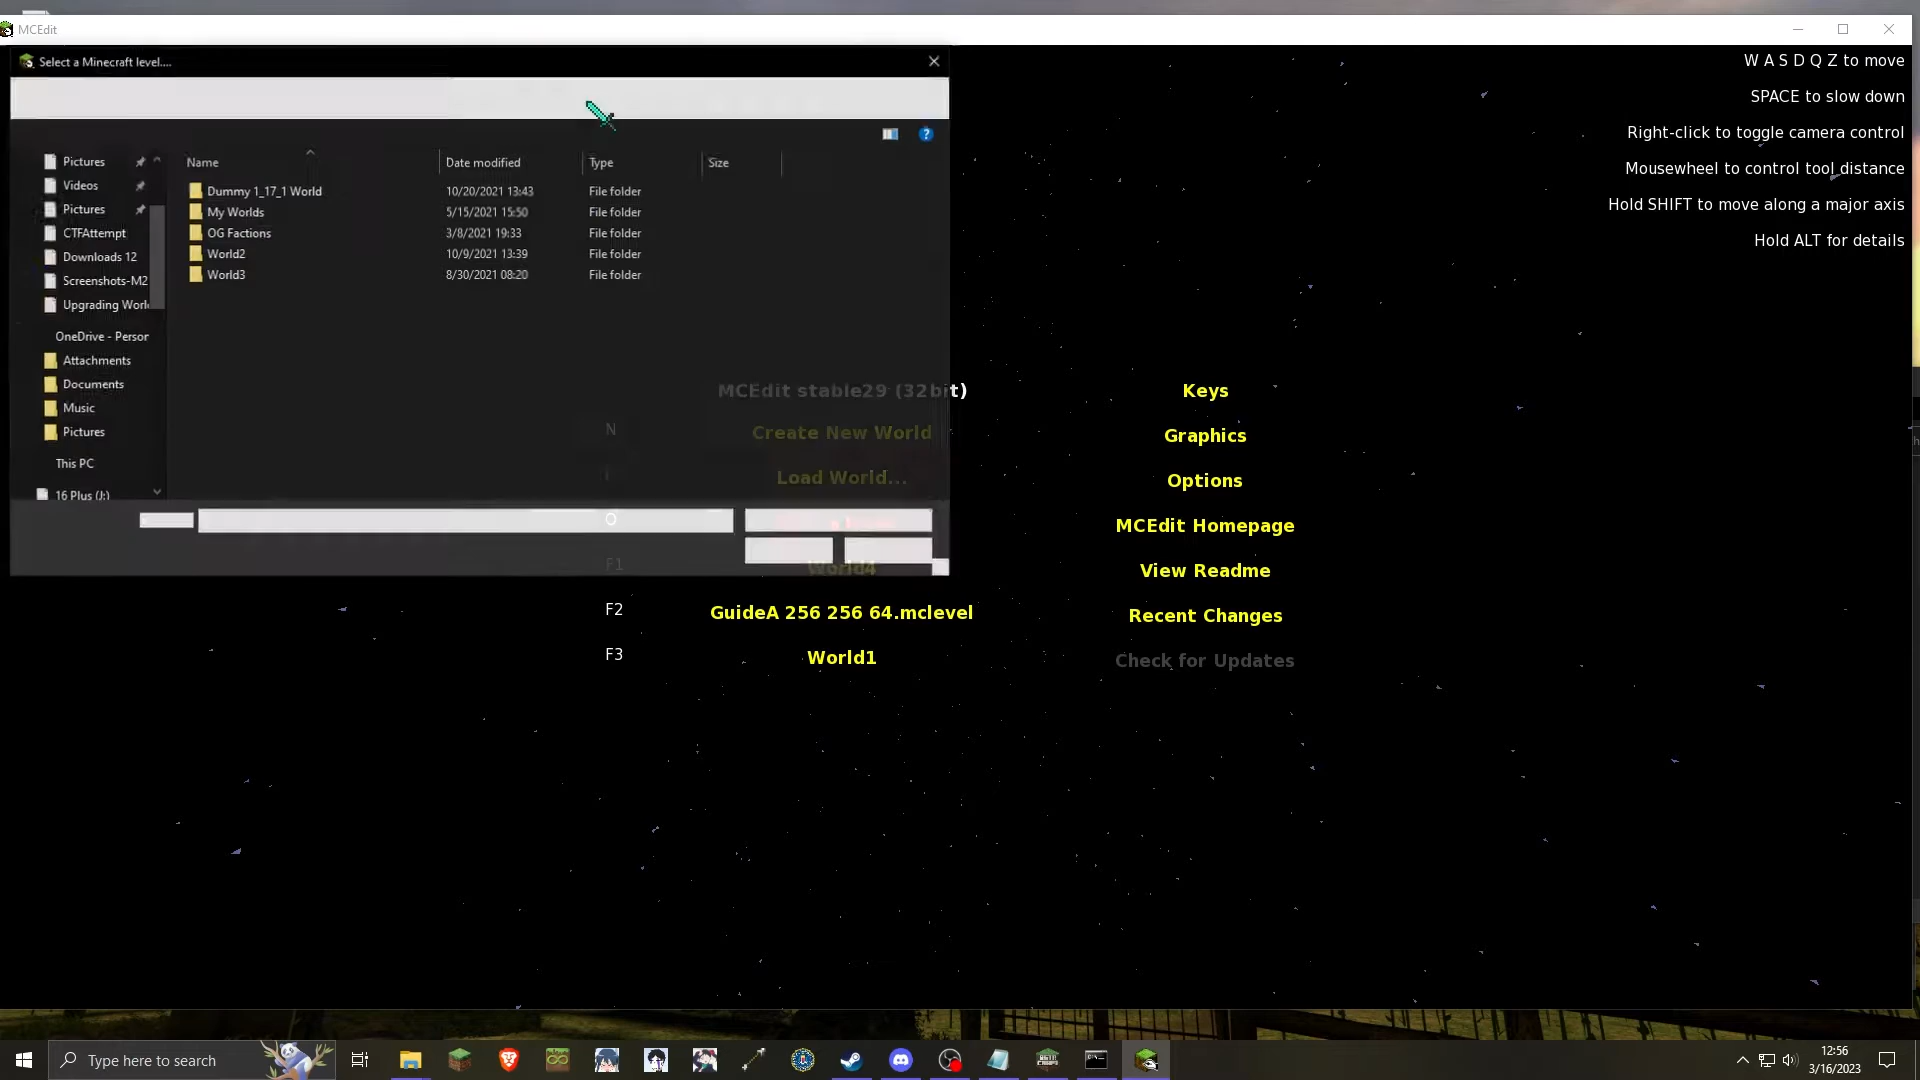 MCEdit
Select a Minecraft level....
W A S D Q Z to move
SPACE to slow down
Right-click to toggle camera control
Mousewheel to control tool distance
Hold SHIFT to move along a major axis
Hold ALT for details
Name Date modified Type Size
Dummy 1_17_1 World 10/20/2021 13:43 File folder
My Worlds 5/15/2021 15:50 File folder
OG Factions 3/8/2021 19:33 File folder
World2 10/9/2021 13:39 File folder
World3 8/30/2021 08:20 File folder
Pictures
Videos
Pictures
CTFAttempt
Downloads 12
Screenshots-M2
Upgrading Worl
OneDrive - Person
Attachments
Documents
Music
Pictures
This PC
16 Plus (J:)
MCEdit stable29 (32bit)
N Create New World
Load World...
O
F1 World4
F2 GuideA 256 256 64.mclevel
F3 World1
Keys
Graphics
Options
MCEdit Homepage
View Readme
Recent Changes
Check for Updates
Type here to search
12:56
3/16/2023